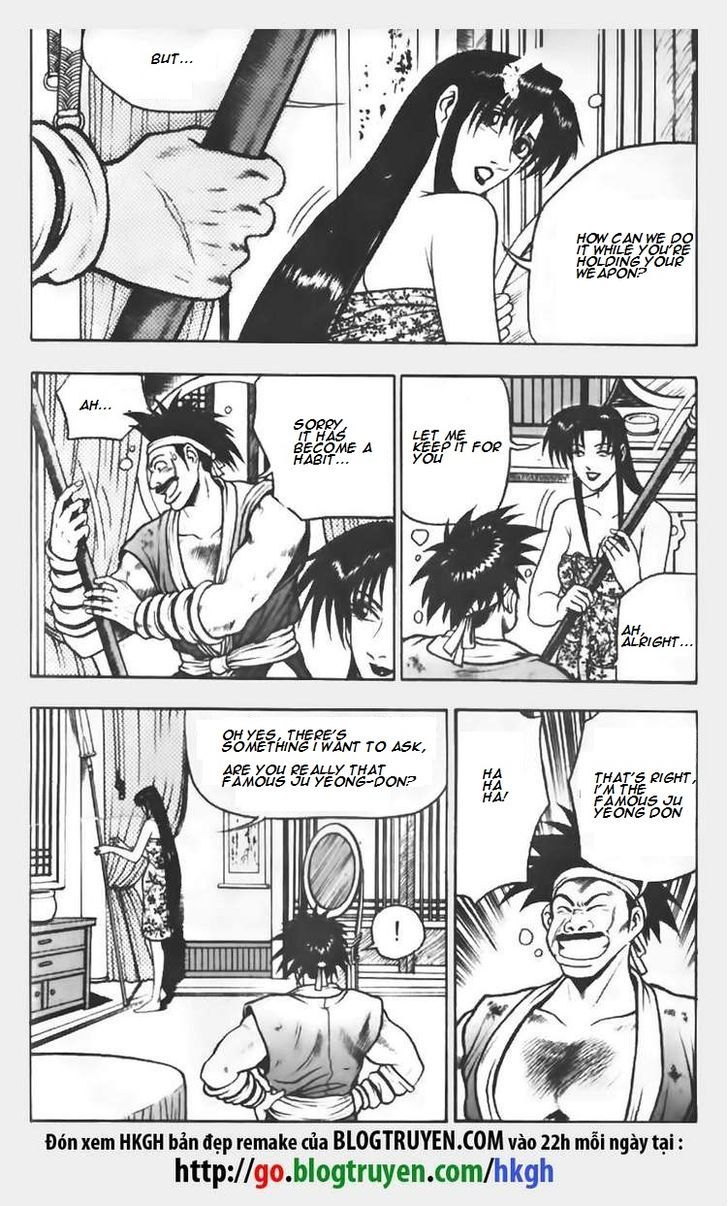 BUT...
HOW CAN WE DO
IT WHILE YOU'RE
HOLDING YOUR
WEAPON?
AH...
SORRY,
IT HAS
BECOME A
HABIT...
LET ME
KEEP IT FOR
YOU
AH,
ALRIGHT...
OH YES, THERE'S
SOMETHING I WANT TO ASK,
ARE YOU REALLY THAT
FAMOUS JU YEONG-DON?
!
HA
HA
HA!
THAT'S RIGHT,
I'M THE
FAMOUS JU
YEONG DON
Đón xem HKGH bản đẹp remake của BLOGTRUYEN.COM vào 22h mỗi ngày tại :
http://go.blogtruyen.com/hkgh